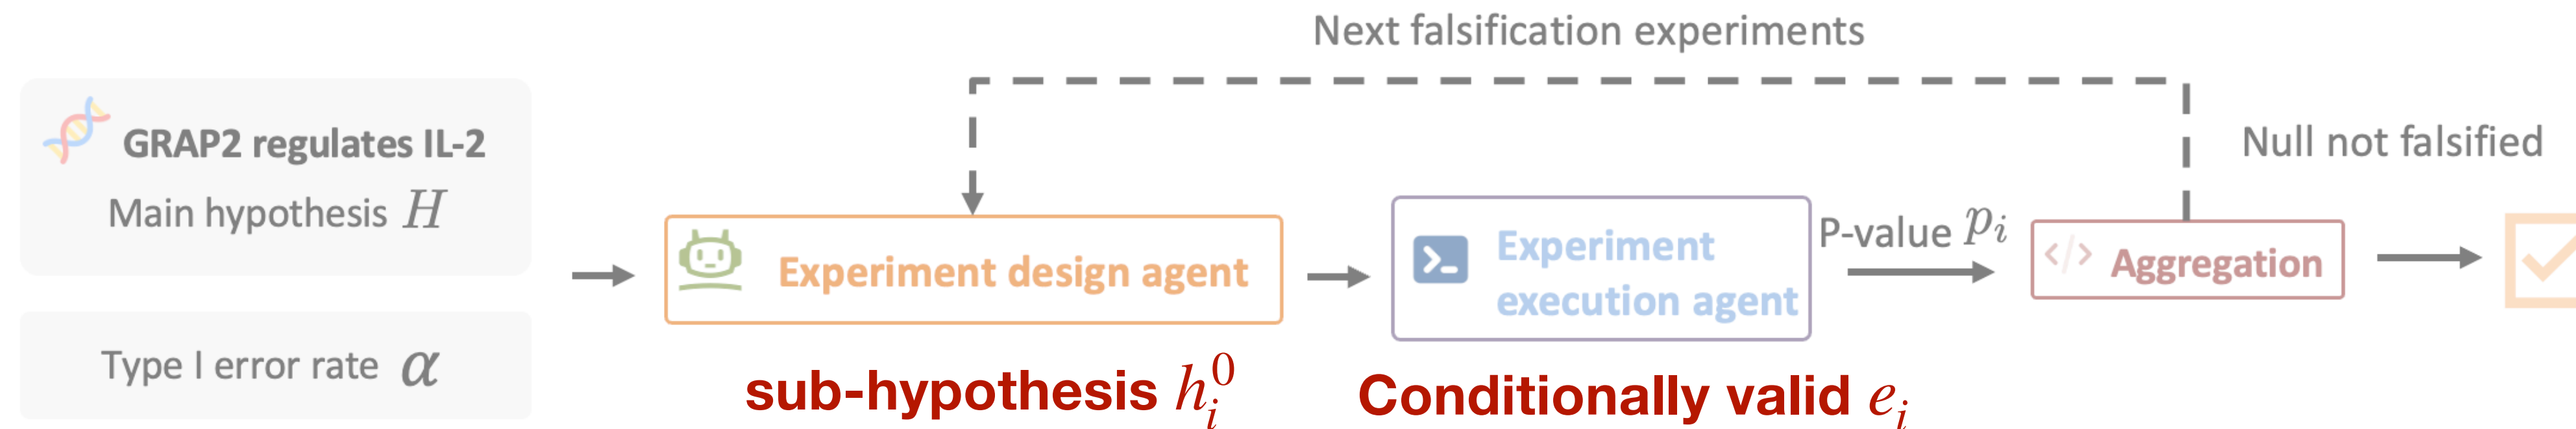 Next falsification experiments
GRAP2 regulates IL-2
Main hypothesis H
Type I error rate α
Experiment design agent
sub-hypothesis h_i^0
Experiment
execution agent
Conditionally valid e_i
P-value p_i
</> Aggregation
Null not falsified